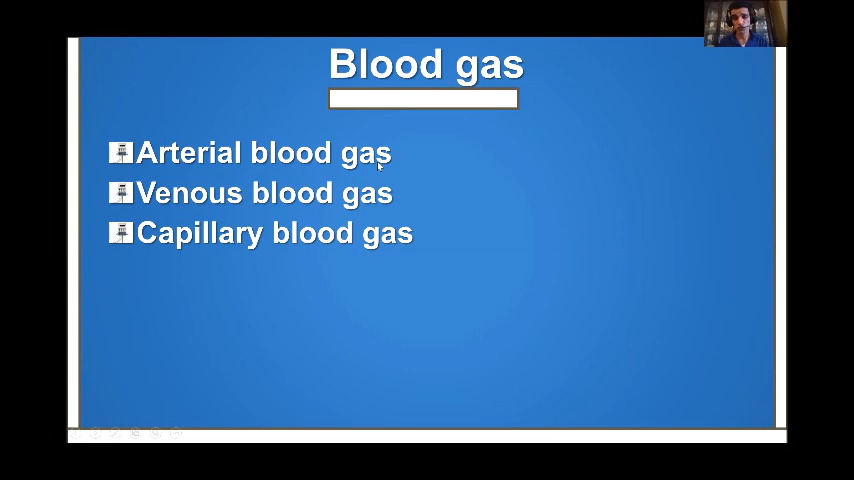 Blood gas
Arterial blood gas
Venous blood gas
Capillary blood gas